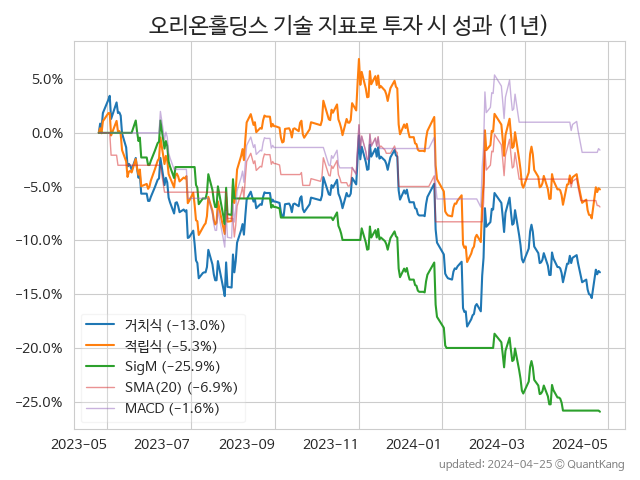 오리온홀딩스 기술 지표로 투자 시 성과 (1년)
5.0%
0.0%
−5.0%
−10.0%
−15.0%
−20.0%
−25.0%
거치식 (−13.0%)
적립식 (−5.3%)
SigM (−25.9%)
SMA(20) (−6.9%)
MACD (−1.6%)
2023−05 2023−07 2023−09 2023−11 2024−01 2024−03 2024−05
updated: 2024−04−25 © QuantKang